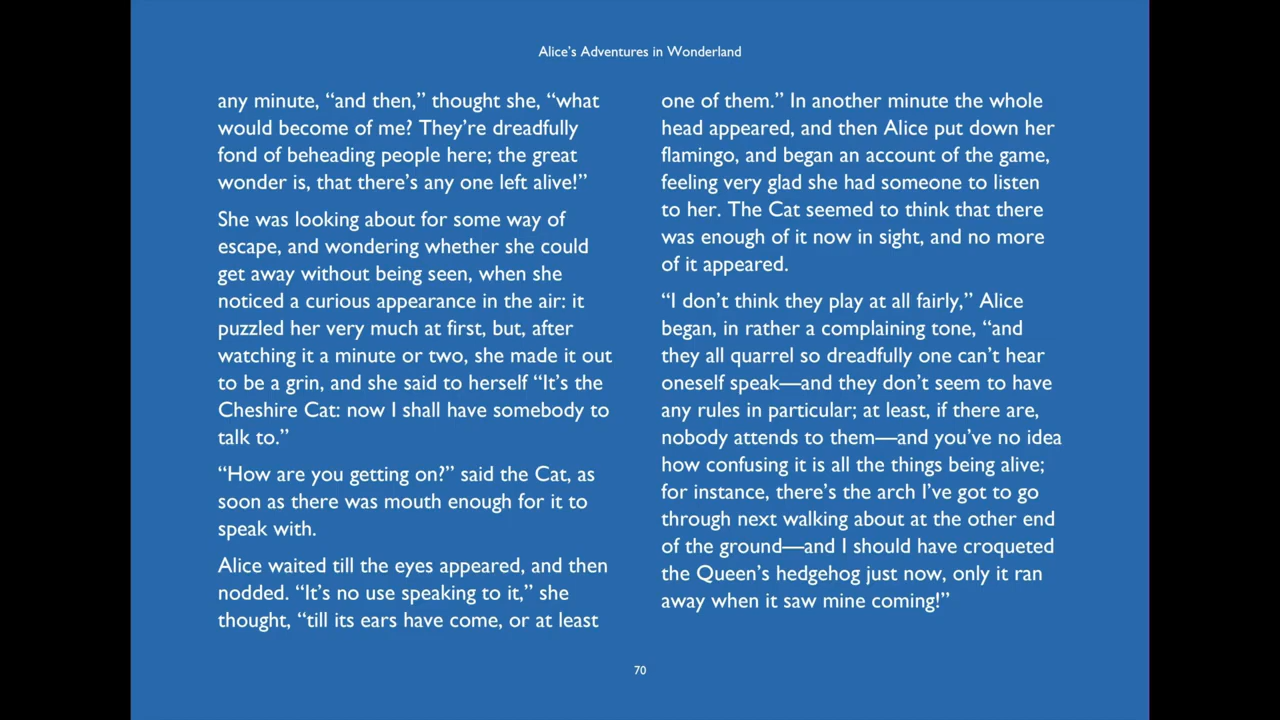 Alice’s Adventures in Wonderland
any minute, “and then,” thought she, “what
would become of me? They’re dreadfully
fond of beheading people here; the great
wonder is, that there’s any one left alive!”
She was looking about for some way of
escape, and wondering whether she could
get away without being seen, when she
noticed a curious appearance in the air: it
puzzled her very much at first, but, after
watching it a minute or two, she made it out
to be a grin, and she said to herself “It’s the
Cheshire Cat: now I shall have somebody to
talk to.”
“How are you getting on?” said the Cat, as
soon as there was mouth enough for it to
speak with.
Alice waited till the eyes appeared, and then
nodded. “It’s no use speaking to it,” she
thought, “till its ears have come, or at least
one of them.” In another minute the whole
head appeared, and then Alice put down her
flamingo, and began an account of the game,
feeling very glad she had someone to listen
to her. The Cat seemed to think that there
was enough of it now in sight, and no more
of it appeared.
“I don’t think they play at all fairly,” Alice
began, in rather a complaining tone, “and
they all quarrel so dreadfully one can’t hear
oneself speak—and they don’t seem to have
any rules in particular; at least, if there are,
nobody attends to them—and you’ve no idea
how confusing it is all the things being alive;
for instance, there’s the arch I’ve got to go
through next walking about at the other end
of the ground—and I should have croqueted
the Queen’s hedgehog just now, only it ran
away when it saw mine coming!”
70